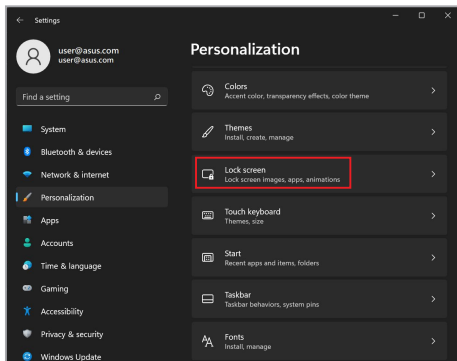 Settings
user@asus.com
user@asus.com
Find a setting
System
Bluetooth & devices
Network & internet
Personalization
Apps
Accounts
Time & language
Gaming
Accessibility
Privacy & security
Windows Update
Personalization
Colors
Accent color, transparency effects, color theme
Themes
Install, create, manage
Lock screen
Lock screen images, apps, animations
Touch keyboard
Themes, size
Start
Recent apps and items, folders
Taskbar
Taskbar behaviors, system pins
Fonts
Install, manage